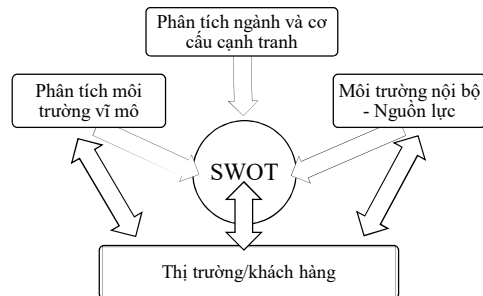 Phân tích ngành và cơ
cấu cạnh tranh
Phân tích môi
trường vĩ mô
Môi trường nội bộ
- Nguồn lực
SWOT
Thị trường/khách hàng